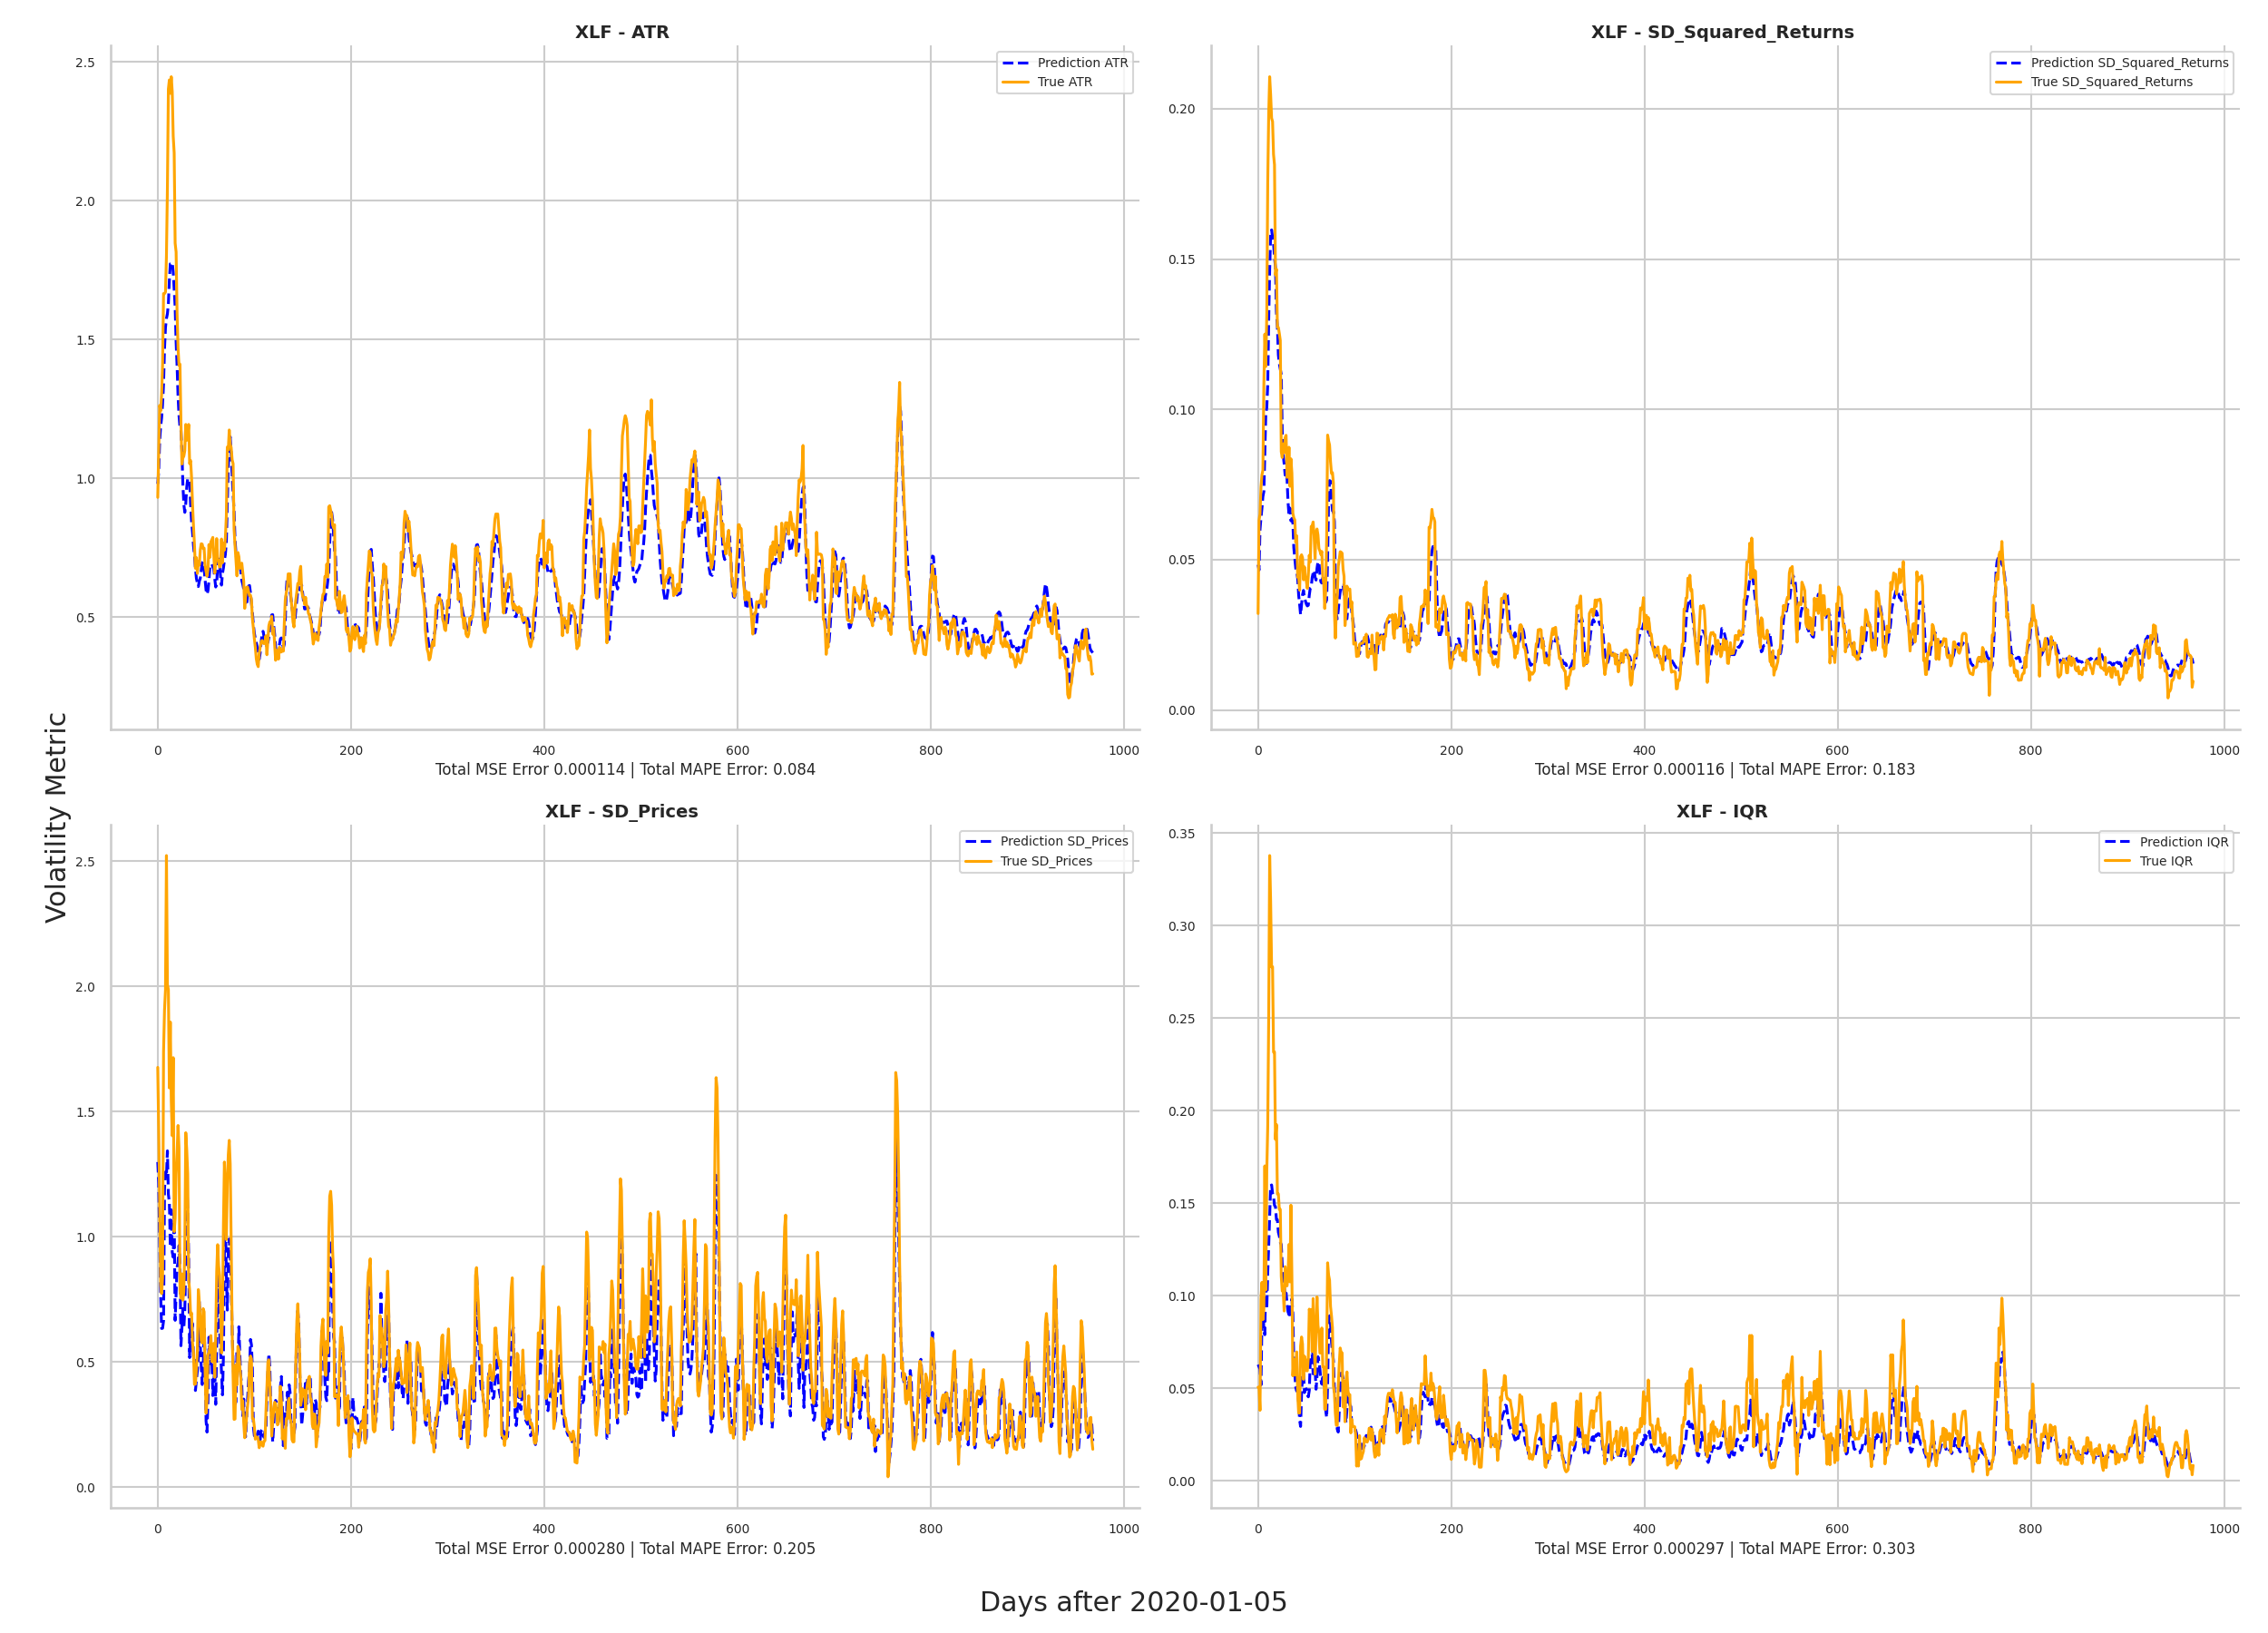 XLF - ATR
Prediction ATR
True ATR
2.5
2.0
1.5
1.0
0.5
0
200
400
600
800
1000
Total MSE Error 0.000114 | Total MAPE Error: 0.084
XLF - SD_Squared_Returns
Prediction SD_Squared_Returns
True SD_Squared_Returns
0.20
0.15
0.10
0.05
0.00
0
200
400
600
800
1000
Total MSE Error 0.000116 | Total MAPE Error: 0.183
Volatility Metric
XLF - SD_Prices
Prediction SD_Prices
True SD_Prices
2.5
2.0
1.5
1.0
0.5
0.0
0
200
400
600
800
1000
Total MSE Error 0.000280 | Total MAPE Error: 0.205
XLF - IQR
Prediction IQR
True IQR
0.35
0.30
0.25
0.20
0.15
0.10
0.05
0.00
0
200
400
600
800
1000
Total MSE Error 0.000297 | Total MAPE Error: 0.303
Days after 2020-01-05